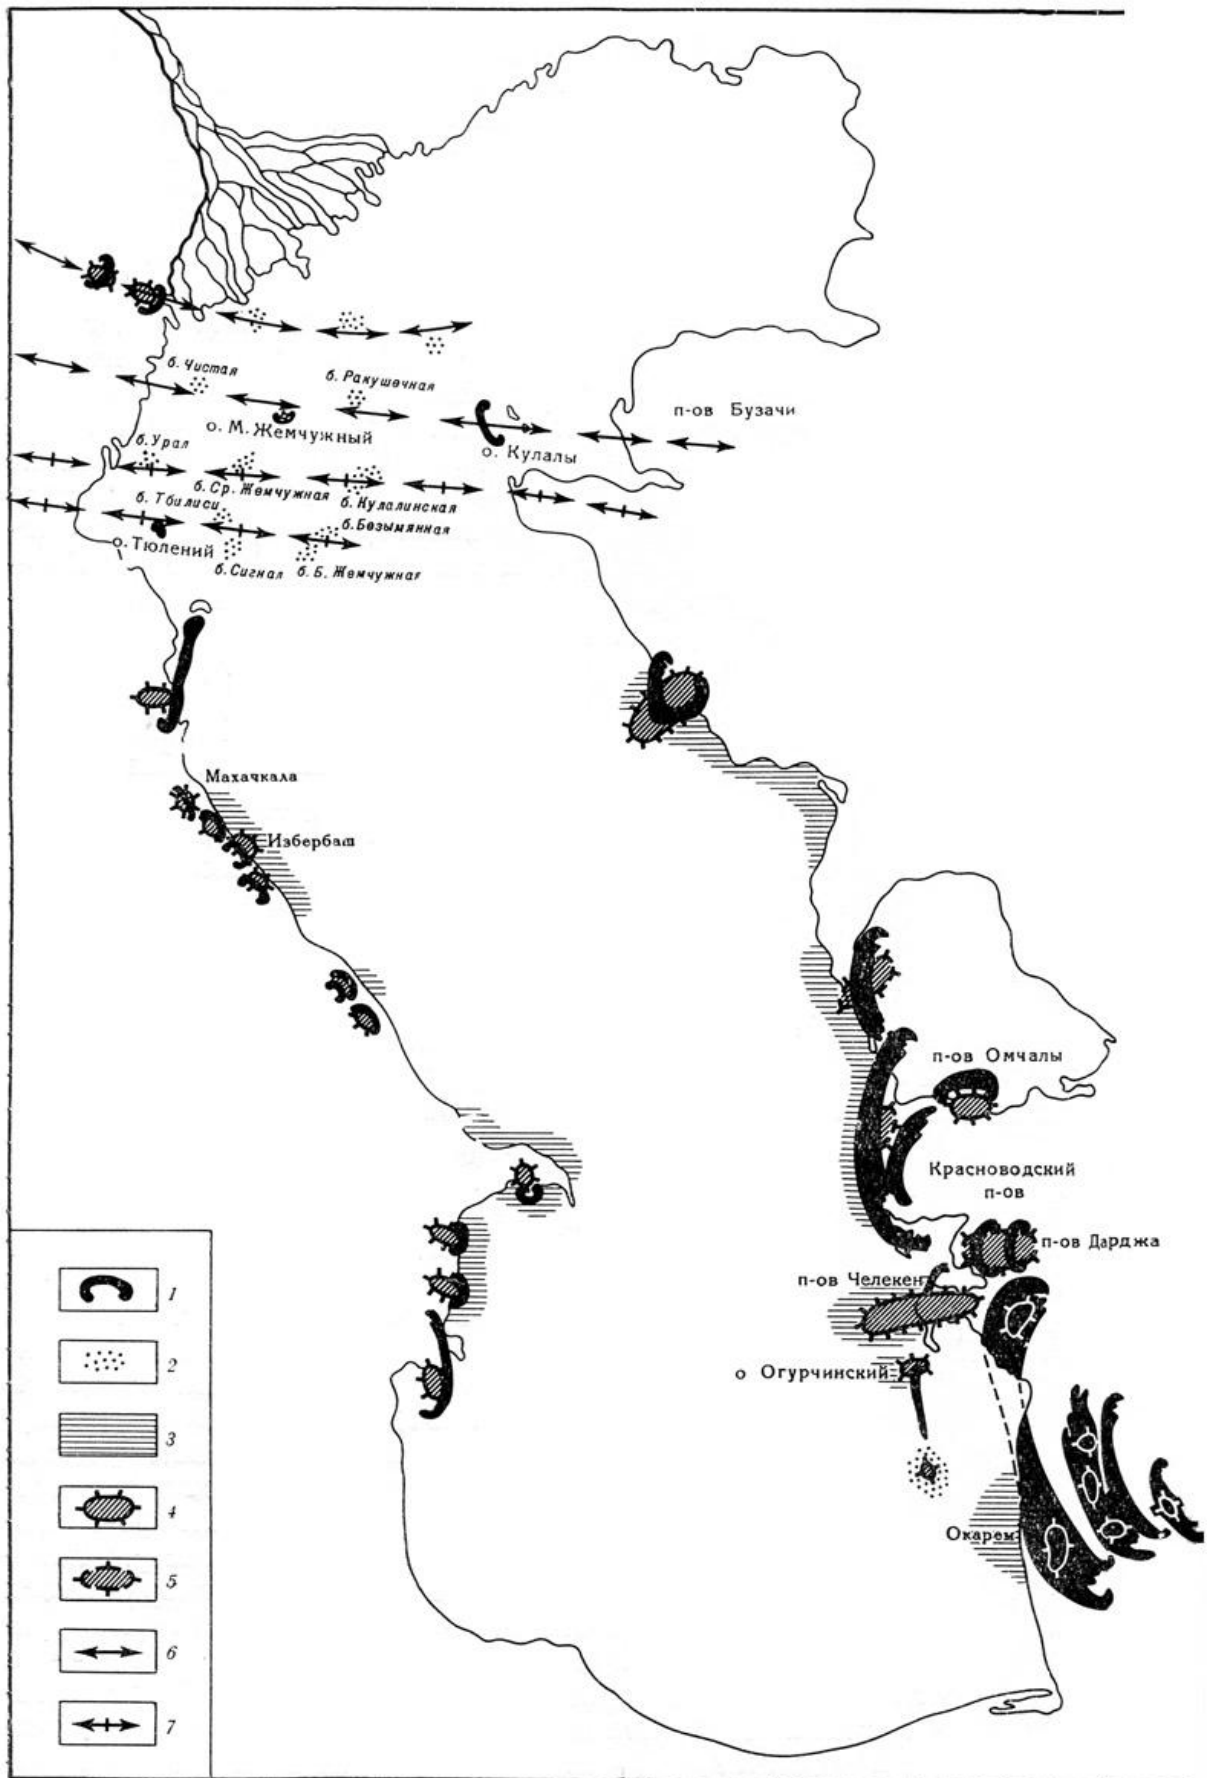 б. Чистая
б. Ракушечная
п-ов Бузачи
о. М. Жемчужный
о. Кулалы
б. Урал
б. Ср. Жемчужная
б. Кулалинская
б. Тбилиси
б. Безымянная
о. Тюлений
б. Сигнал
б. Б. Жемчужная
Махачкала
Избербаш
п-ов Омчалы
Красноводский
п-ов
п-ов Дарджа
п-ов Челекен
о Огурчинский
Окарем
1
2
3
4
5
6
7